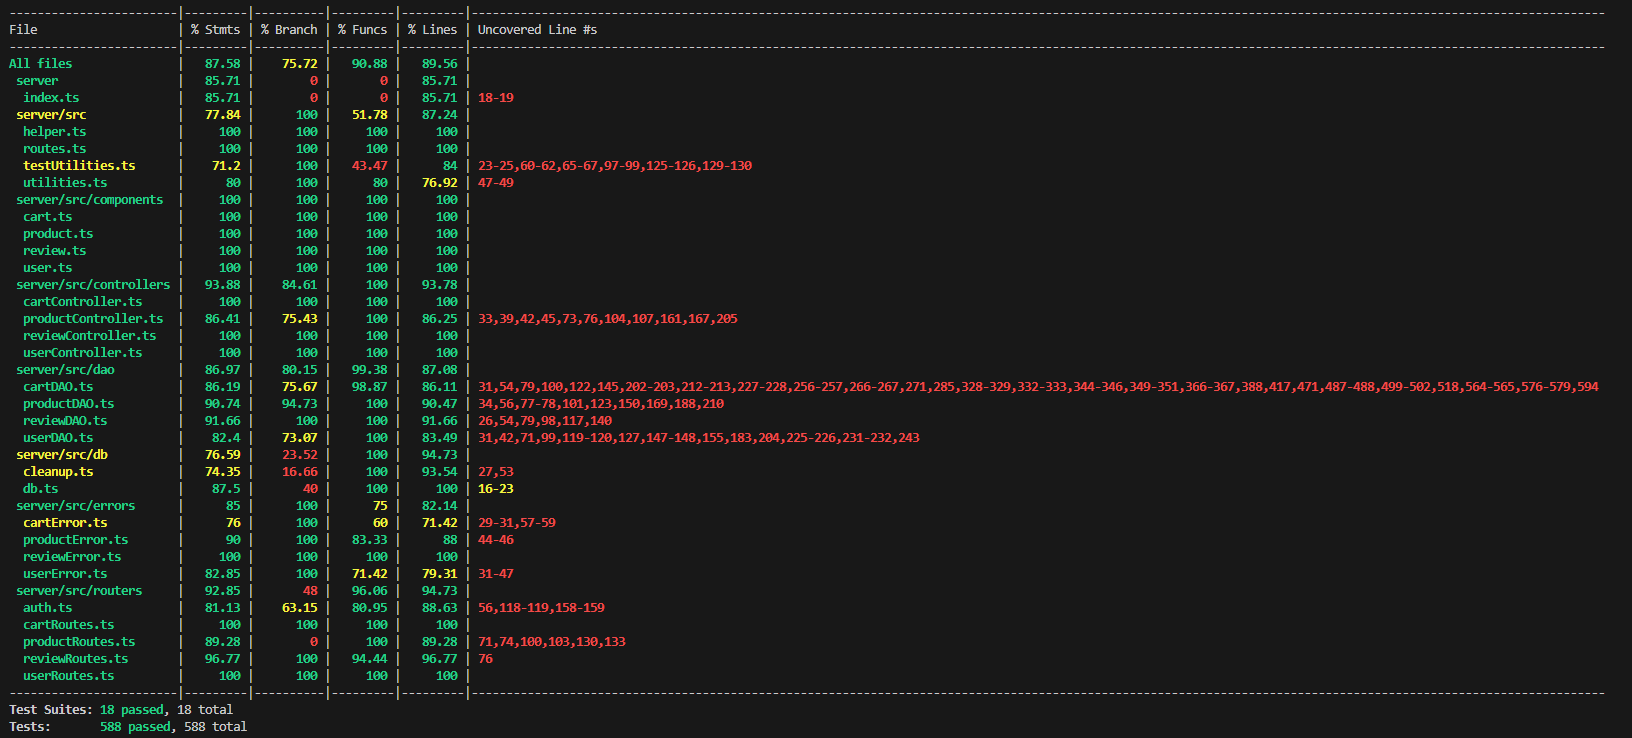 -------------------------|---------|----------|---------|---------|-------------------------------------------------------------------------------------------------------------------------------------------------------------------
File                     | % Stmts | % Branch | % Funcs | % Lines | Uncovered Line #s
-------------------------|---------|----------|---------|---------|-------------------------------------------------------------------------------------------------------------------------------------------------------------------
All files                |   87.58 |    75.72 |   90.88 |   89.56 |
 server                  |   85.71 |        0 |       0 |   85.71 |
  index.ts               |   85.71 |        0 |       0 |   85.71 | 18-19
 server/src              |   77.84 |      100 |   51.78 |   87.24 |
  helper.ts              |     100 |      100 |     100 |     100 |
  routes.ts              |     100 |      100 |     100 |     100 |
  testUtilities.ts       |    71.2 |      100 |   43.47 |      84 | 23-25,60-62,65-67,97-99,125-126,129-130
  utilities.ts           |      80 |      100 |      80 |   76.92 | 47-49
 server/src/components   |     100 |      100 |     100 |     100 |
  cart.ts                |     100 |      100 |     100 |     100 |
  product.ts             |     100 |      100 |     100 |     100 |
  review.ts              |     100 |      100 |     100 |     100 |
  user.ts                |     100 |      100 |     100 |     100 |
 server/src/controllers  |   93.88 |    84.61 |     100 |   93.78 |
  cartController.ts      |     100 |      100 |     100 |     100 |
  productController.ts   |   86.41 |    75.43 |     100 |   86.25 | 33,39,42,45,73,76,104,107,161,167,205
  reviewController.ts    |     100 |      100 |     100 |     100 |
  userController.ts      |     100 |      100 |     100 |     100 |
 server/src/dao          |   86.97 |    80.15 |   99.38 |   87.08 |
  cartDAO.ts             |   86.19 |    75.67 |   98.87 |   86.11 | 31,54,79,100,122,145,202-203,212-213,227-228,256-257,266-267,271,285,328-329,332-333,344-346,349-351,366-367,388,417,471,487-488,499-502,518,564-565,576-579,594
  productDAO.ts          |   90.74 |    94.73 |     100 |   90.47 | 34,56,77-78,101,123,150,169,188,210
  reviewDAO.ts           |   91.66 |      100 |     100 |   91.66 | 26,54,79,98,117,140
  userDAO.ts             |    82.4 |    73.07 |     100 |   83.49 | 31,42,71,99,119-120,127,147-148,155,183,204,225-226,231-232,243
 server/src/db           |   76.59 |    23.52 |     100 |   94.73 |
  cleanup.ts             |   74.35 |    16.66 |     100 |   93.54 | 27,53
  db.ts                  |    87.5 |       40 |     100 |     100 | 16-23
 server/src/errors       |      85 |      100 |      75 |   82.14 |
  cartError.ts           |      76 |      100 |      60 |   71.42 | 29-31,57-59
  productError.ts        |      90 |      100 |   83.33 |      88 | 44-46
  reviewError.ts         |     100 |      100 |     100 |     100 |
  userError.ts           |   82.85 |      100 |   71.42 |   79.31 | 31-47
 server/src/routers      |   92.85 |       48 |   96.06 |   94.73 |
  auth.ts                |   81.13 |    63.15 |   80.95 |   88.63 | 56,118-119,158-159
  cartRoutes.ts          |     100 |      100 |     100 |     100 |
  productRoutes.ts       |   89.28 |        0 |     100 |   89.28 | 71,74,100,103,130,133
  reviewRoutes.ts        |   96.77 |      100 |   94.44 |   96.77 | 76
  userRoutes.ts          |     100 |      100 |     100 |     100 |
-------------------------|---------|----------|---------|---------|-------------------------------------------------------------------------------------------------------------------------------------------------------------------
Test Suites: 18 passed, 18 total
Tests:       588 passed, 588 total